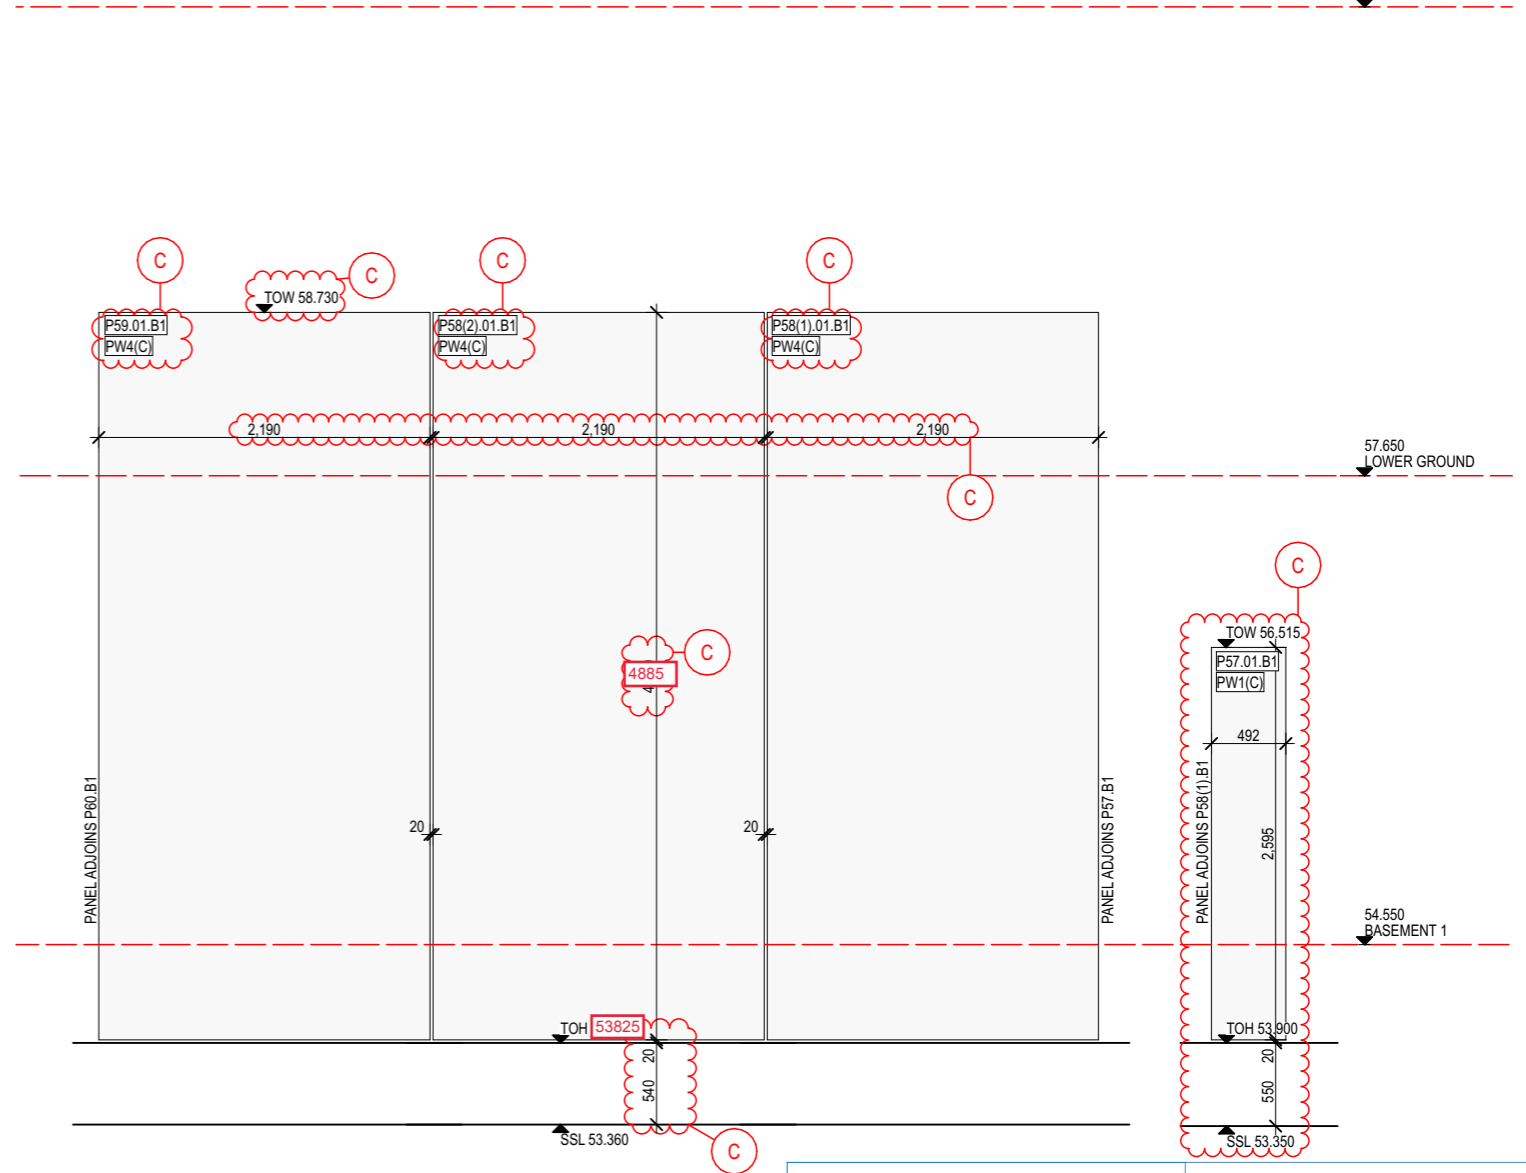 C
C
C
C
TOW 58.730
P59.01.B1
PW4(C)
P58(2).01.B1
PW4(C)
P58(1).01.B1
PW4(C)
2,190
2,190
2,190
57.650
LOWER GROUND
C
C
TOW 56.515
P57.01.B1
PW1(C)
C
4885
492
PANEL ADJOINS P60.B1
PANEL ADJOINS P57.B1
PANEL ADJOINS P58(1).B1
2,595
20
20
54.550
BASEMENT 1
TOH 53825
TOH 53.900
20
540
20
550
SSL 53.360
SSL 53.350
C